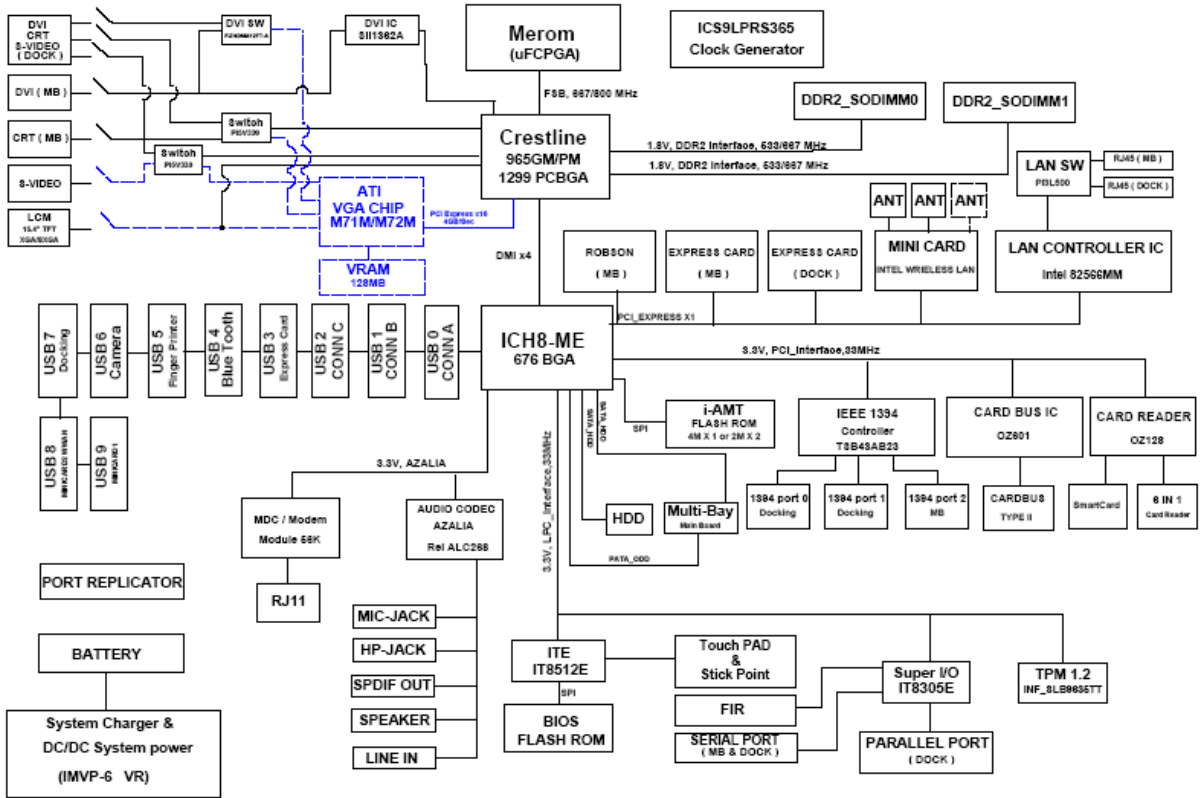 DVI
CRT
S-VIDEO
( DOCK )
DVI SW
DVI IC
SII1362A
Merom
(uFCPGA)
ICS9LPRS365
Clock Generator
DVI ( MB )
FSB, 667/800 MHz
DDR2_SODIMM0
DDR2_SODIMM1
CRT ( MB )
Switch
PI5V330
Switch
PI5V330
Crestline
965GM/PM
1299 PCBGA
1.8V, DDR2 Interface, 533/667 MHz
1.8V, DDR2 Interface, 533/667 MHz
LAN SW
PI3L500
RJ45 ( MB )
RJ45 ( DOCK )
S-VIDEO
ATI
VGA CHIP
M71M/M72M
PCI Express x16
4GB/Sec
ANT
ANT
ANT
LCM
15.4" TFT
XGA/SXGA
VRAM
128MB
DMI x4
ROBSON
( MB )
EXPRESS CARD
( MB )
EXPRESS CARD
( DOCK )
MINI CARD
INTEL WRIELESS LAN
LAN CONTROLLER IC
Intel 82566MM
PCI_EXPRESS X1
USB 7
Docking
USB 6
Camera
USB 5
Finger Printer
USB 4
Blue Tooth
USB 3
Express Card
USB 2
CONN C
USB 1
CONN B
USB 0
CONN A
ICH8-ME
676 BGA
3.3V, PCI_Interface,33MHz
USB 8
USB 9
MINICARD1
SPI
SATA_HDD
SATA_HDD
i-AMT
FLASH ROM
4M X 1 or 2M X 2
IEEE 1394
Controller
TSB43AB23
CARD BUS IC
OZ601
CARD READER
OZ128
3.3V, AZALIA
3.3V, LPC_Interface,33MHz
MDC / Modem
Module 56K
AUDIO CODEC
AZALIA
Rel ALC268
HDD
Multi-Bay
Main Board
PATA_ODD
1394 port 0
Docking
1394 port 1
Docking
1394 port 2
MB
CARDBUS
TYPE II
SmartCard
6 IN 1
Card Reader
PORT REPLICATOR
RJ11
MIC-JACK
HP-JACK
SPDIF OUT
SPEAKER
LINE IN
BATTERY
System Charger &
DC/DC System power
(IMVP-6 VR)
ITE
IT8512E
SPI
BIOS
FLASH ROM
Touch PAD
&
Stick Point
FIR
SERIAL PORT
( MB & DOCK )
Super I/O
IT8305E
PARALLEL PORT
( DOCK )
TPM 1.2
INF_SLB9635TT